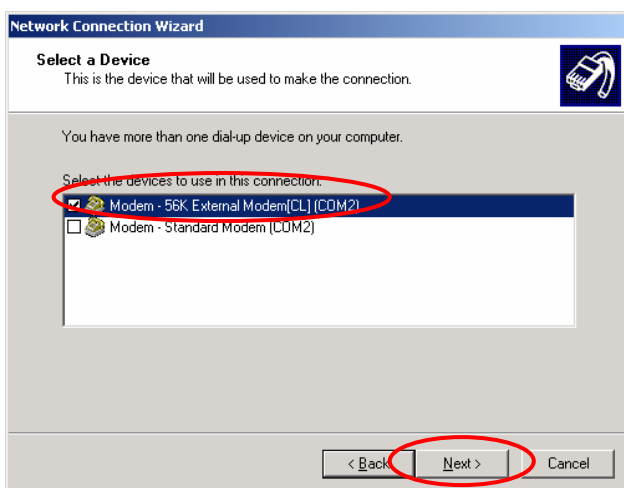 Network Connection Wizard
Select a Device
This is the device that will be used to make the connection.
You have more than one dial-up device on your computer.
Select the devices to use in this connection:
Modem - 56K External Modem[CL] (COM2)
Modem - Standard Modem (COM2)
< Back Next > Cancel